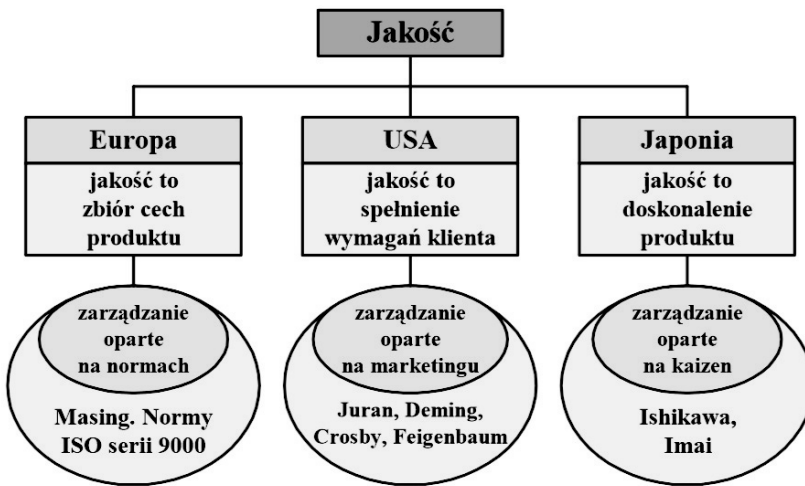 Jakość
Europa
jakość to
zbiór cech
produktu
zarządzanie
oparte
na normach
Masing. Normy
ISO serii 9000
USA
jakość to
spełnienie
wymagań klienta
zarządzanie
oparte
na marketingu
Juran, Deming,
Crosby, Feigenbaum
Japonia
jakość to
doskonalenie
produktu
zarządzanie
oparte
na kaizen
Ishikawa,
Imai